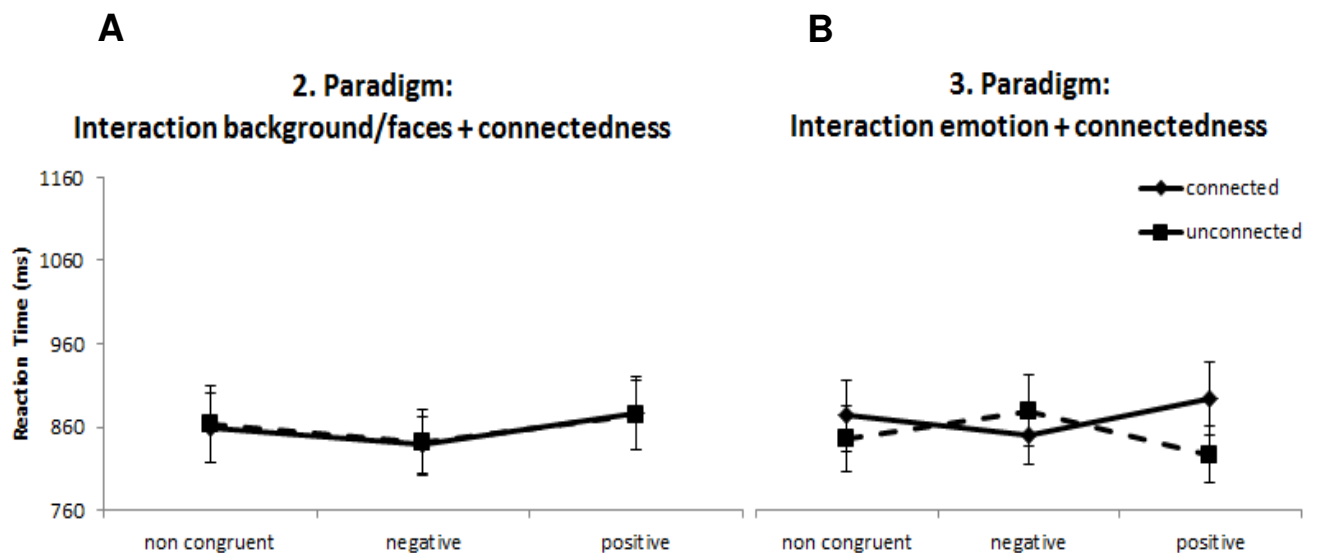 A
B
2. Paradigm:
Interaction background/faces + connectedness
3. Paradigm:
Interaction emotion + connectedness
connected
unconnected
Reaction Time (ms)
1160
1060
960
860
760
non congruent
negative
positive
non congruent
negative
positive